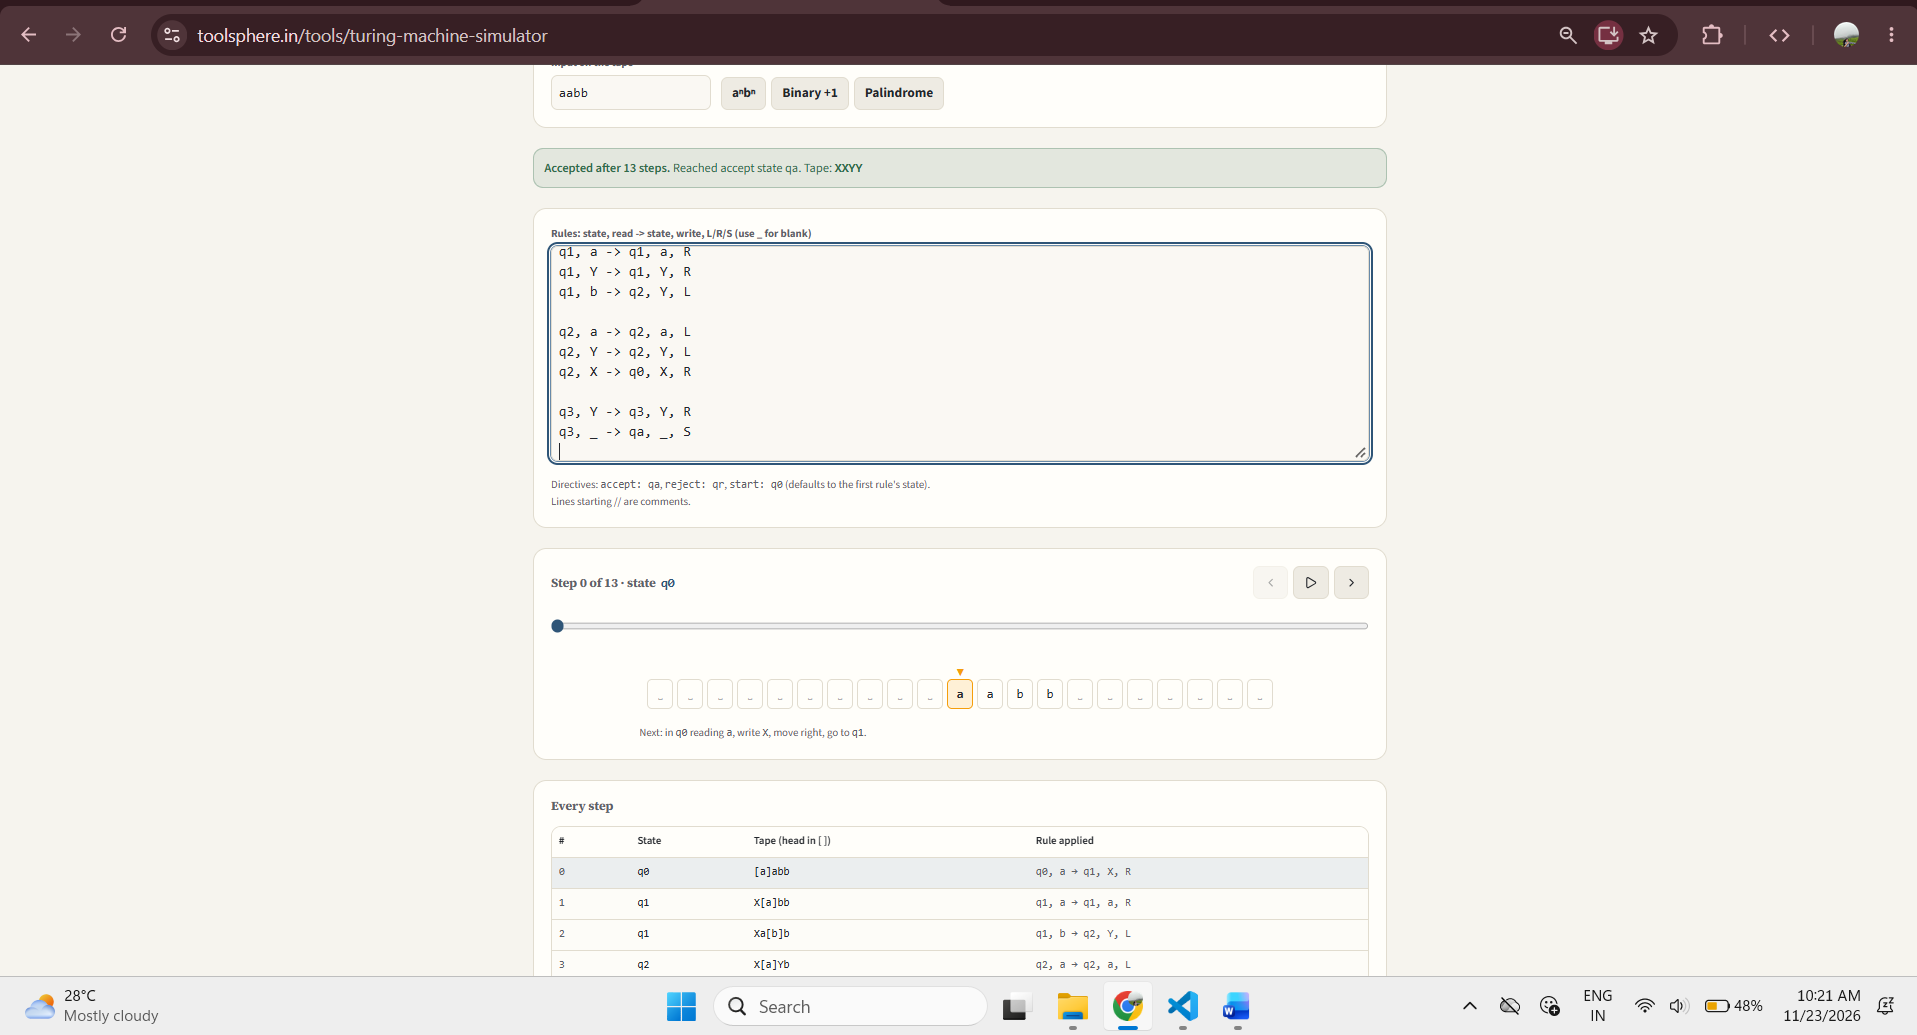 toolsphere.in/tools/turing-machine-simulator
Input on the tape
aabb
aⁿbⁿ
Binary +1
Palindrome
Accepted after 13 steps. Reached accept state qa. Tape: XXYY
Rules: state, read -> state, write, L/R/S (use _ for blank)
q1, a -> q1, a, R
q1, Y -> q1, Y, R
q1, b -> q2, Y, L
q2, a -> q2, a, L
q2, Y -> q2, Y, L
q2, X -> q0, X, R
q3, Y -> q3, Y, R
q3, _ -> qa, _, S
Directives: accept: qa, reject: qr, start: q0 (defaults to the first rule's state).
Lines starting // are comments.
Step 0 of 13 · state q0
_ _ _ _ _ _ _ _ _ _ a a b b _ _ _ _ _ _ _
Next: in q0 reading a, write X, move right, go to q1.
Every step
# State Tape (head in [ ]) Rule applied
0 q0 [a]abb q0, a → q1, X, R
1 q1 X[a]bb q1, a → q1, a, R
2 q1 Xa[b]b q1, b → q2, Y, L
3 q2 X[a]Yb q2, a → q2, a, L
28°C
Mostly cloudy
Search
ENG
IN
48%
10:21 AM
11/23/2026